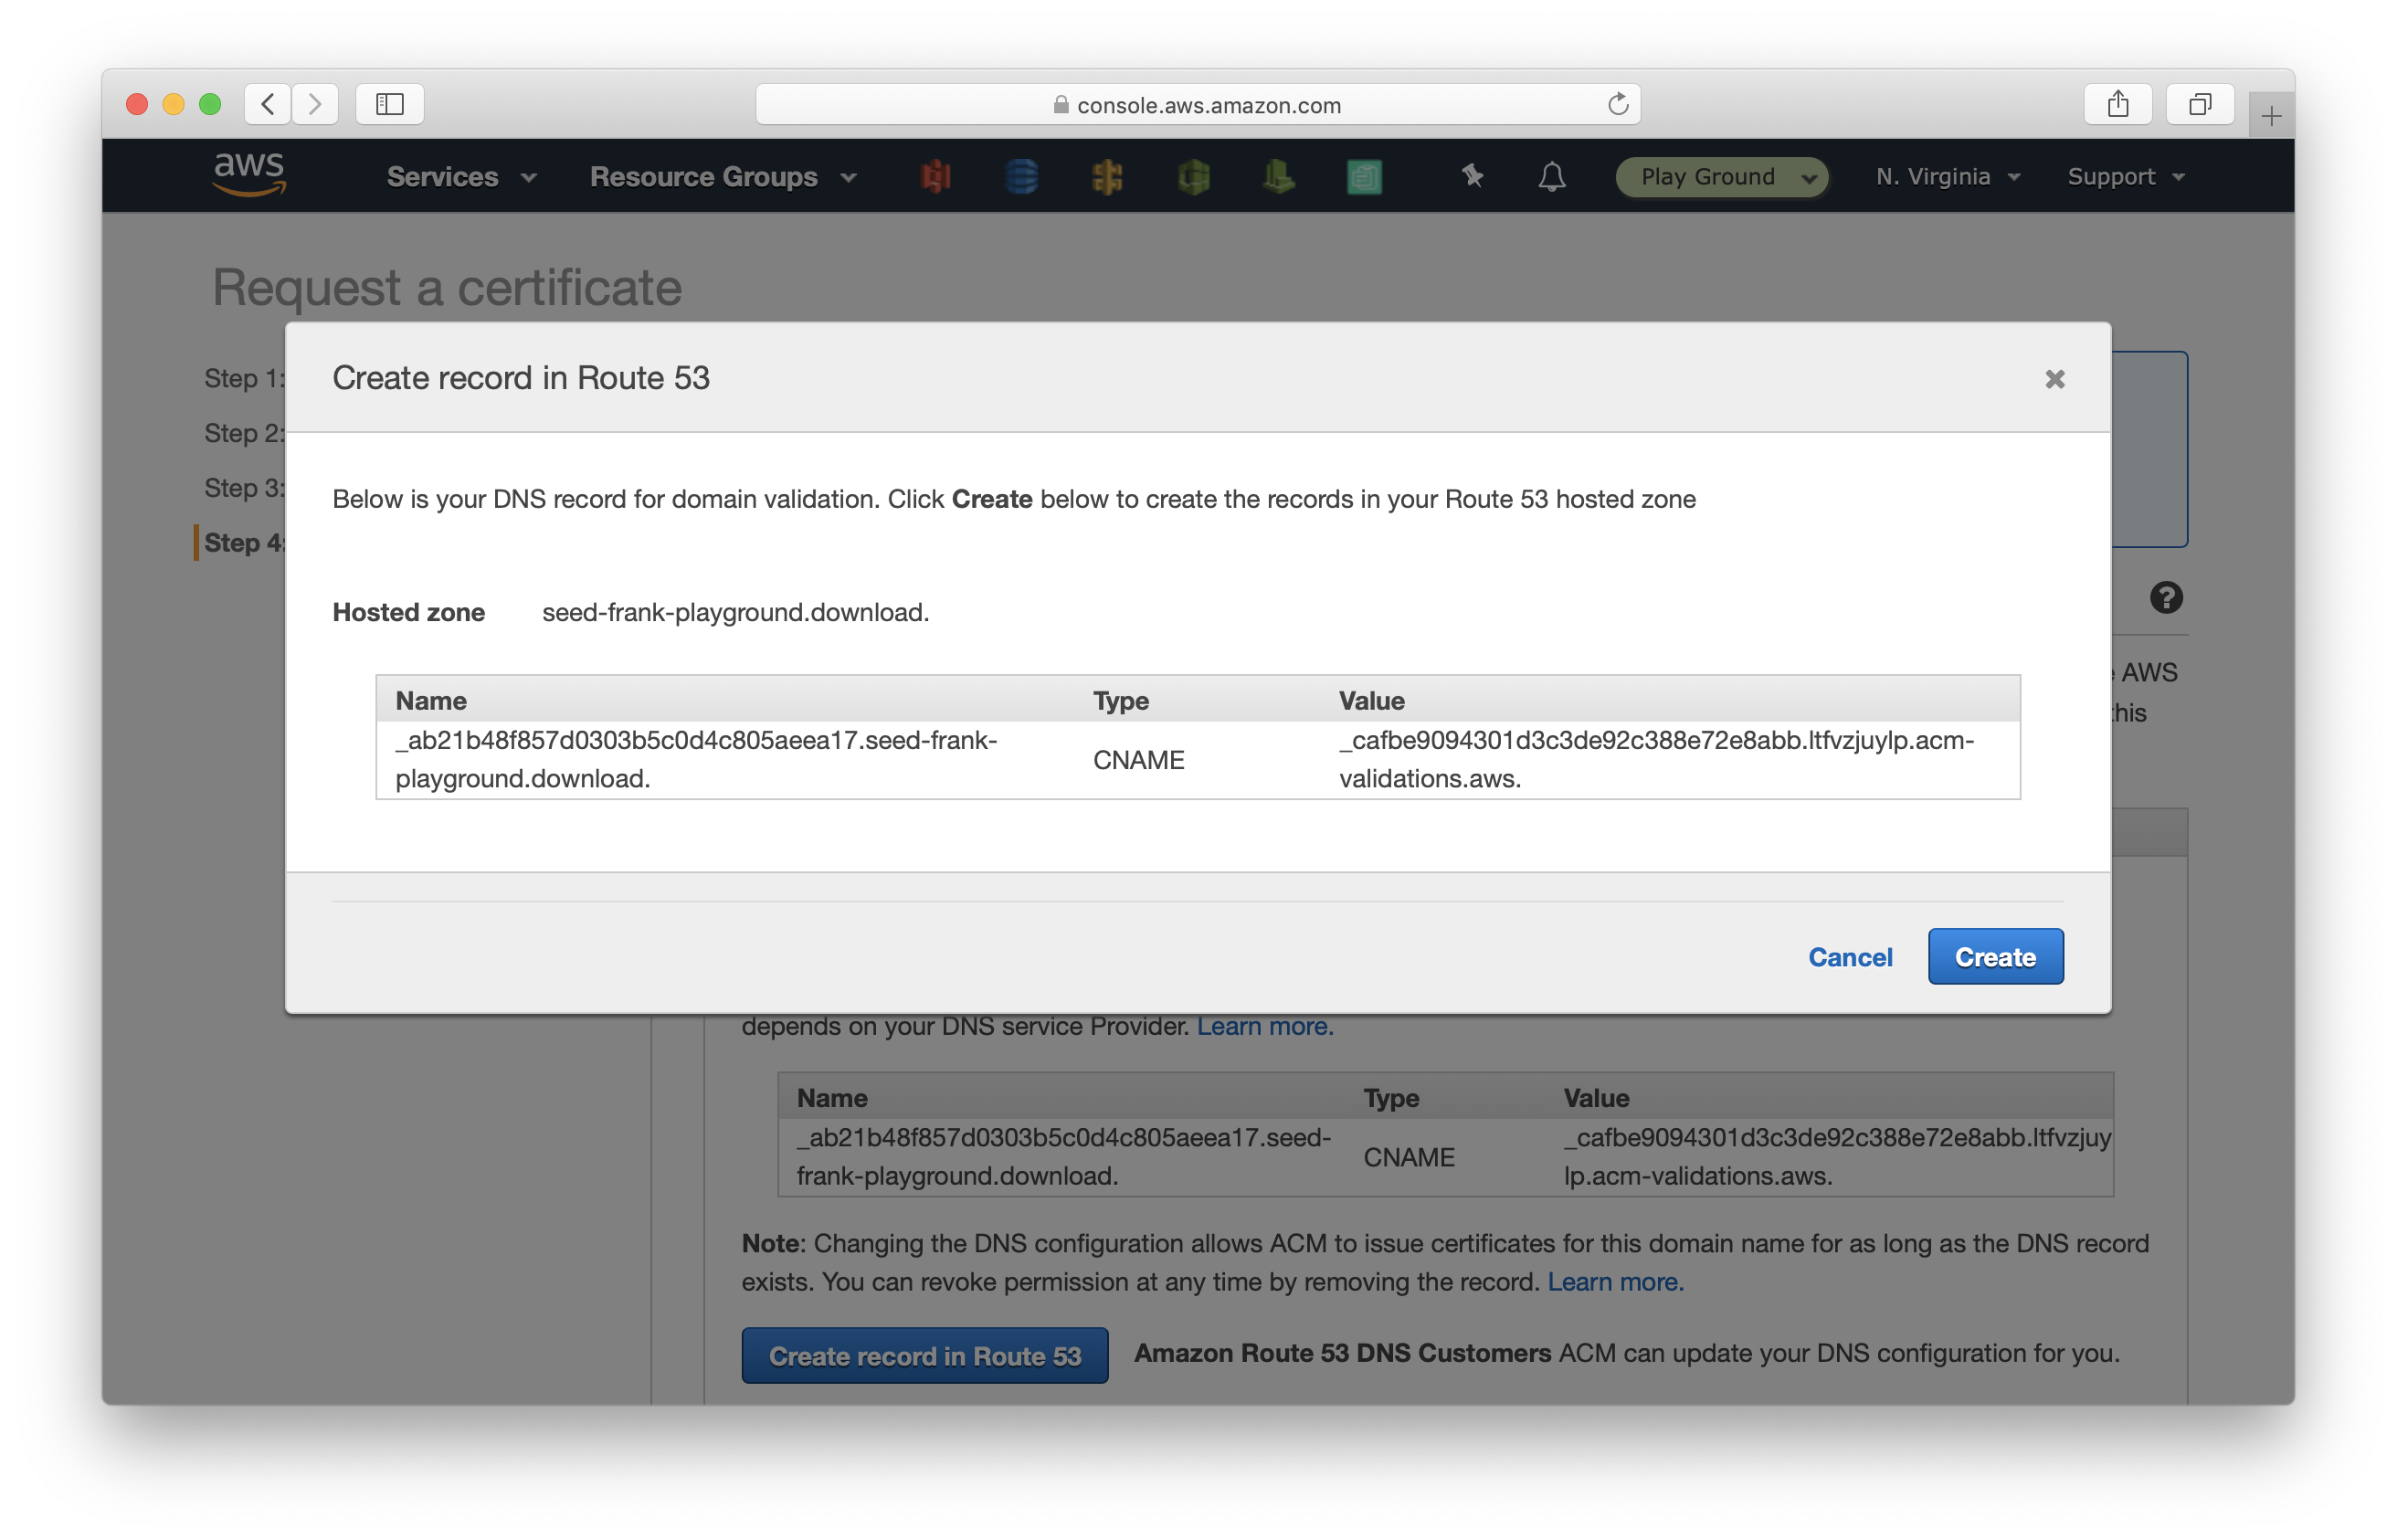 console.aws.amazon.com
aws Services Resource Groups Play Ground N. Virginia Support
Request a certificate
Step 1:
Step 2:
Step 3:
Step 4:
Create record in Route 53
Below is your DNS record for domain validation. Click Create below to create the records in your Route 53 hosted zone
Hosted zone seed-frank-playground.download.
Name Type Value
_ab21b48f857d0303b5c0d4c805aeea17.seed-frank-
playground.download.
CNAME
_cafbe9094301d3c3de92c388e72e8abb.ltfvzjuylp.acm-
validations.aws.
Cancel Create
AWS
this
depends on your DNS service Provider. Learn more.
Name Type Value
_ab21b48f857d0303b5c0d4c805aeea17.seed-
frank-playground.download.
CNAME
_cafbe9094301d3c3de92c388e72e8abb.ltfvzjuy
lp.acm-validations.aws.
Note: Changing the DNS configuration allows ACM to issue certificates for this domain name for as long as the DNS record
exists. You can revoke permission at any time by removing the record. Learn more.
Create record in Route 53 Amazon Route 53 DNS Customers ACM can update your DNS configuration for you.